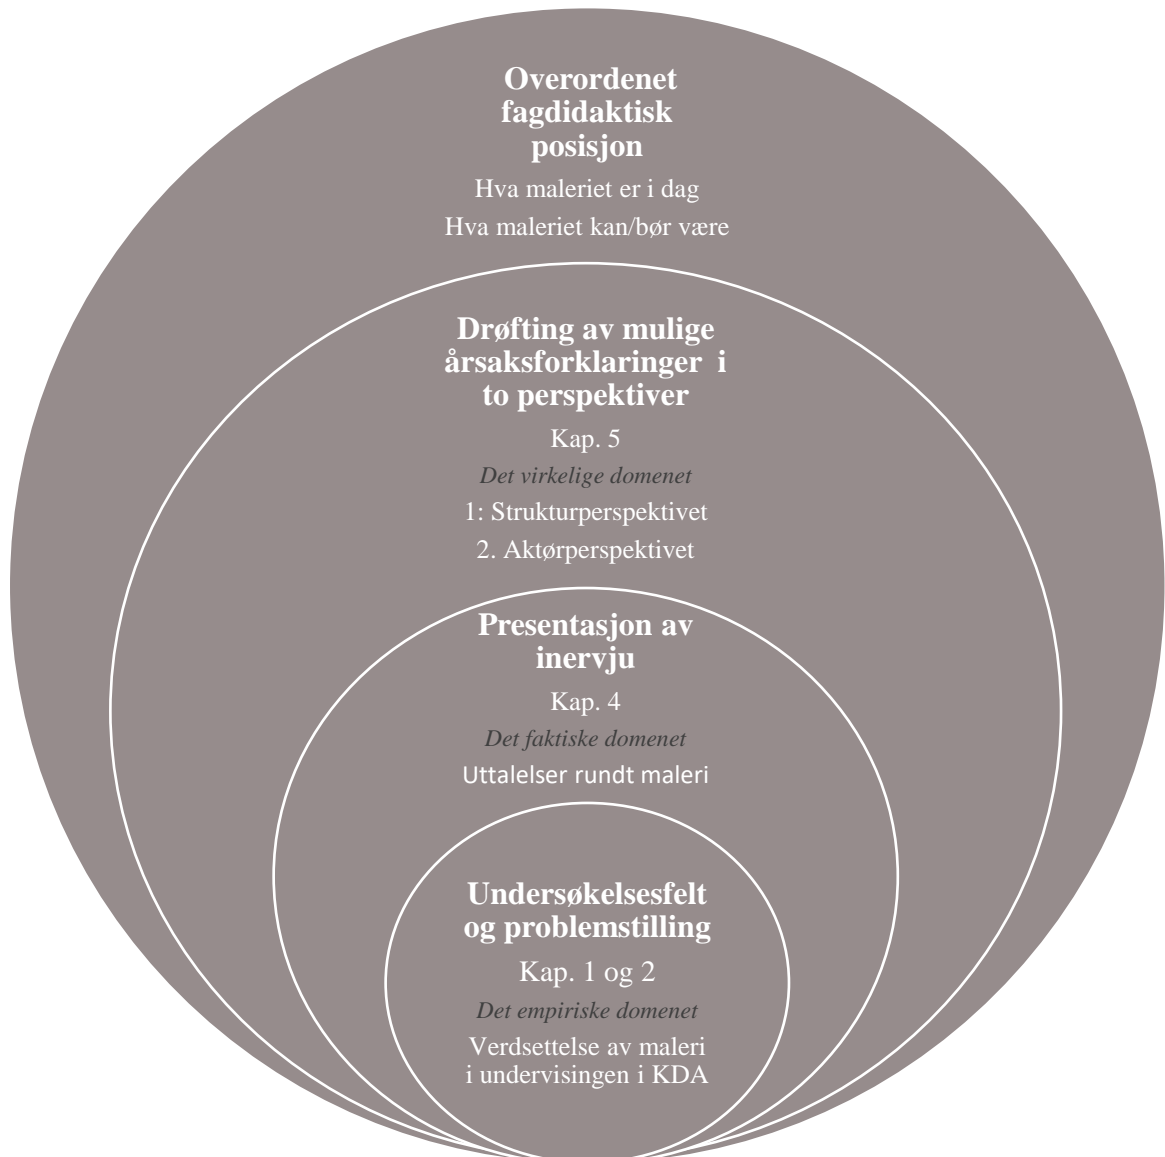 Overordenet
fagdidaktisk
posisjon
Hva maleriet er i dag
Hva maleriet kan/bør være
Drøfting av mulige
årsaksforklaringer i
to perspektiver
Kap. 5
Det virkelige domenet
1: Strukturperspektivet
2. Aktørperspektivet
Presentasjon av
inervju
Kap. 4
Det faktiske domenet
Uttalelser rundt maleri
Undersøkelsesfelt
og problemstilling
Kap. 1 og 2
Det empiriske domenet
Verdsettelse av maleri
i undervisingen i KDA